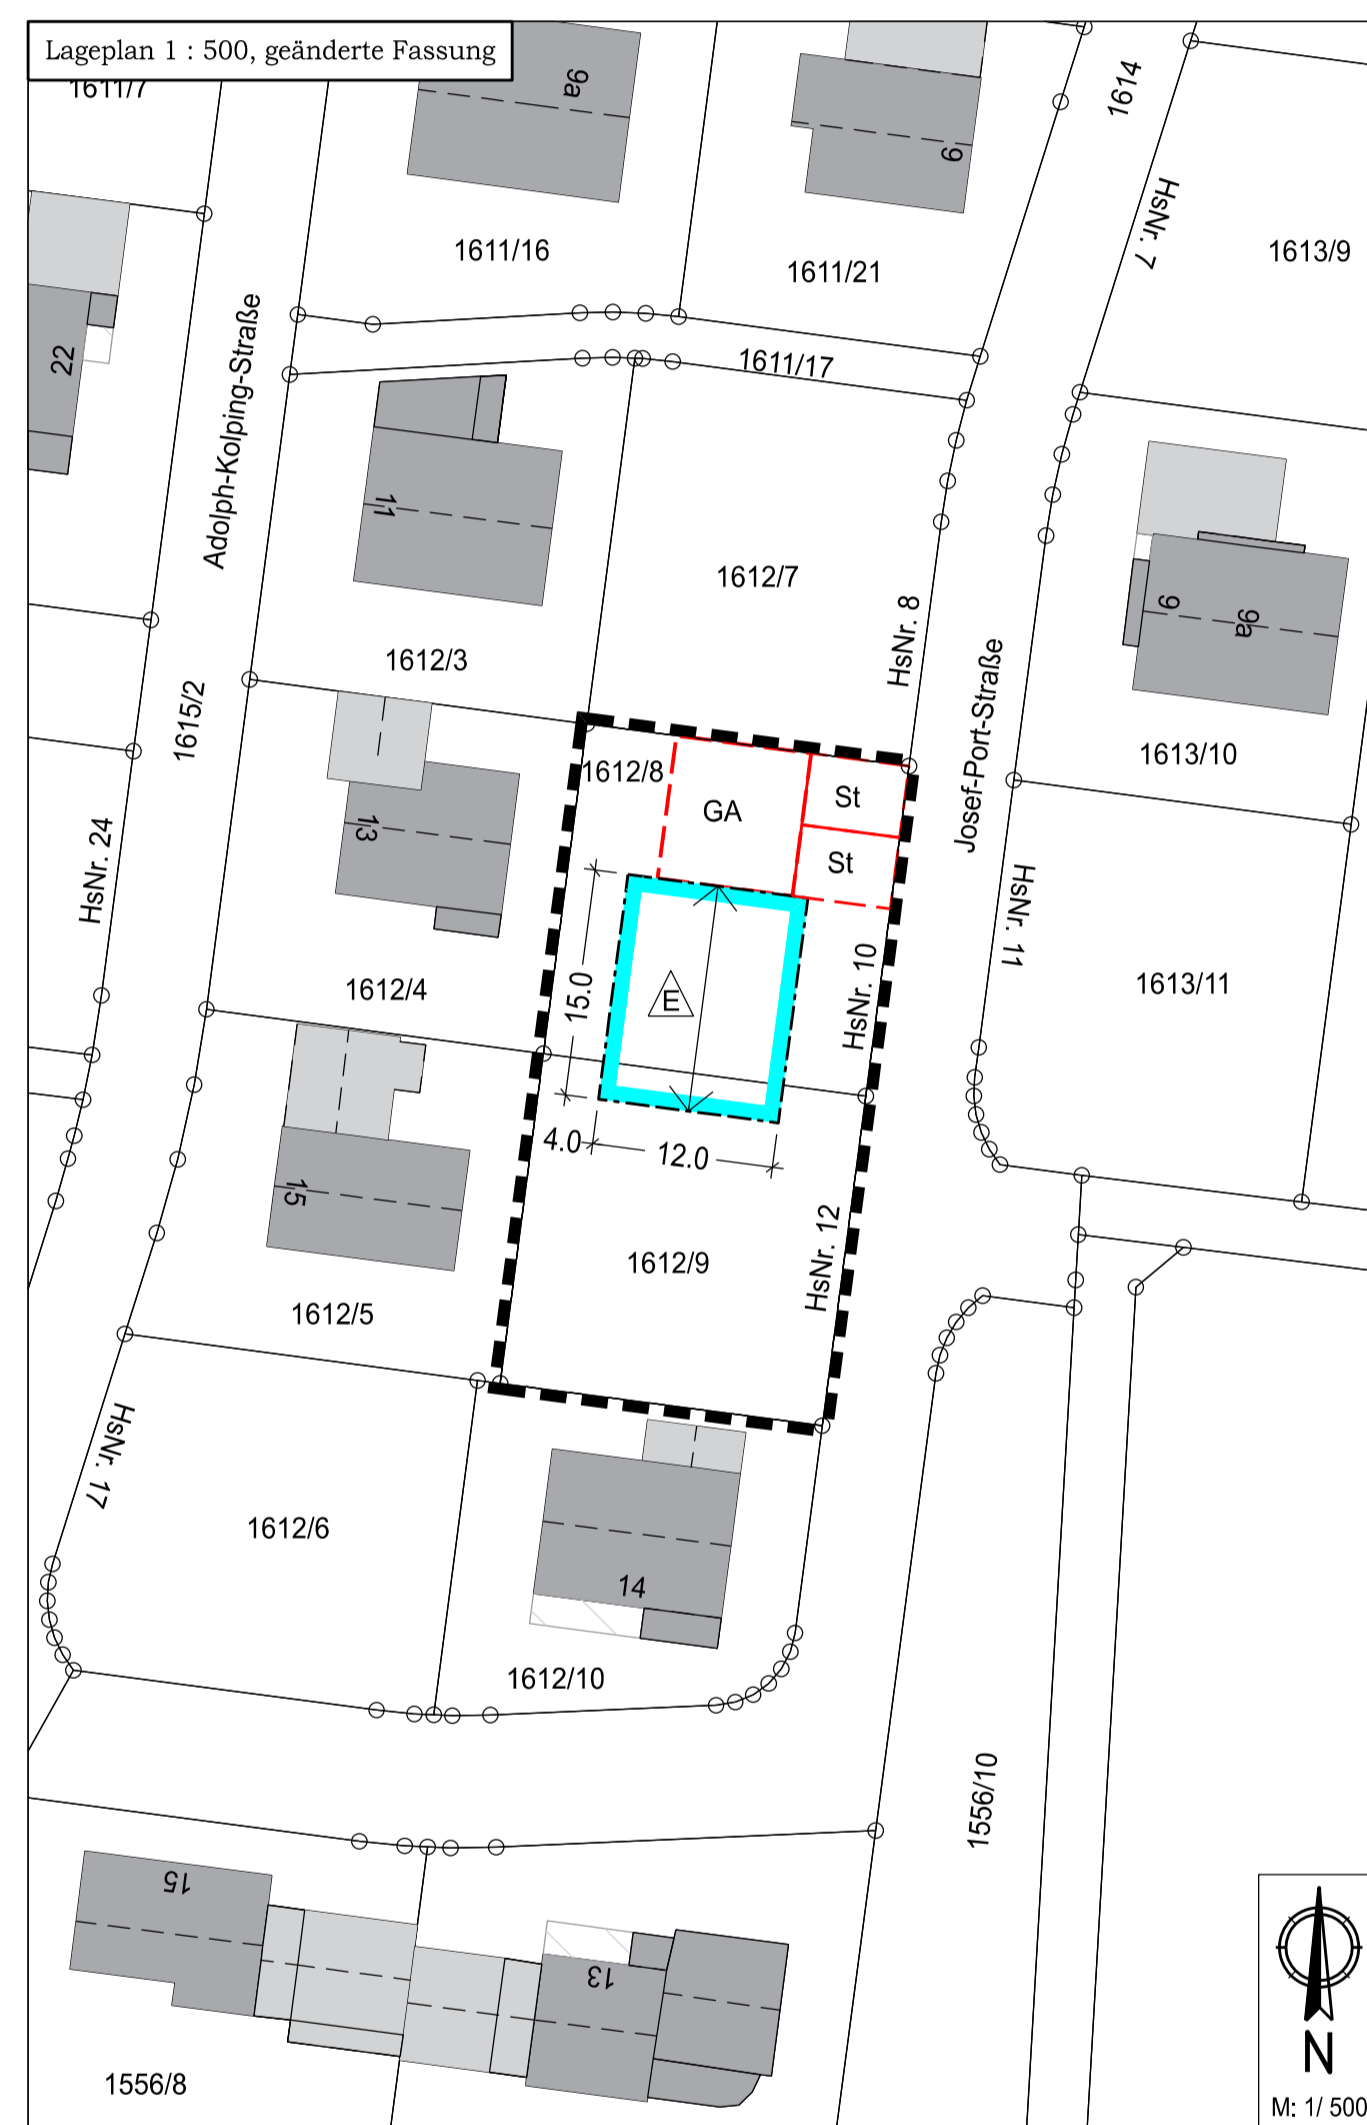 Lageplan 1 : 500, geänderte Fassung
1611/7
9a
9
1614
HsNr. 7
1613/9
1611/16
1611/21
1611/17
22
Adolph-Kolping-Straße
11
1612/7
HsNr. 8
9
9a
1612/3
1615/2
Josef-Port-Straße
1613/10
1612/8
GA
St
St
13
HsNr. 24
HsNr. 11
15.0
E
HsNr. 10
1612/4
1613/11
4.0
12.0
15
1612/9
HsNr. 12
1612/5
HsNr. 17
1612/6
14
1612/10
1556/10
15
13
1556/8
N
M: 1/ 500